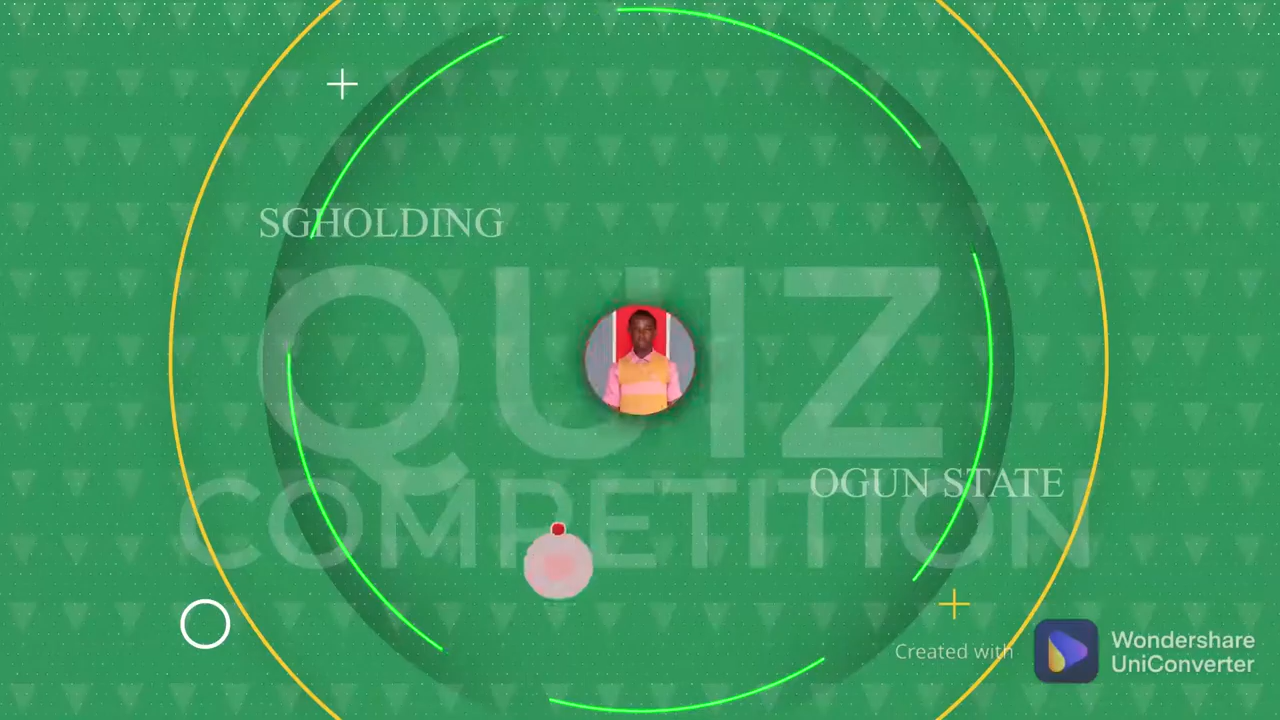 SGHOLDING
QUIZ
OGUN STATE
COMPETITION
Created with
Wondershare
UniConverter